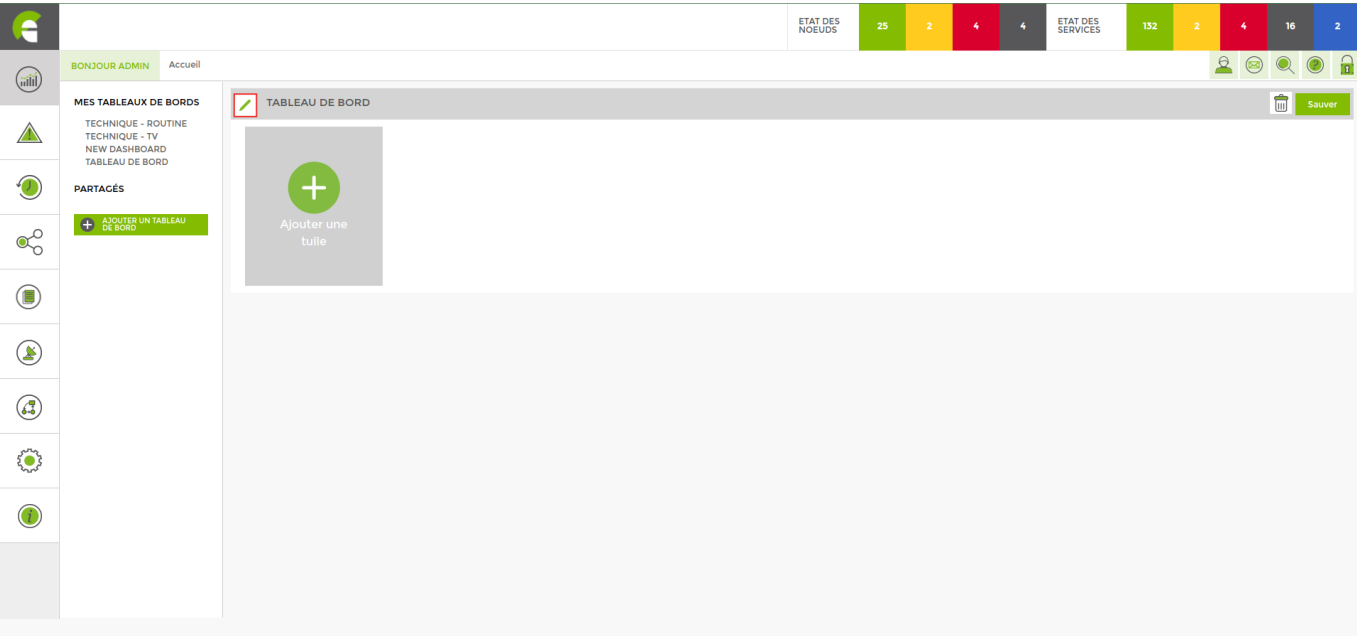 ETAT DES
NOEUDS
25
2
4
4
ETAT DES
SERVICES
132
2
4
16
2
BONJOUR ADMIN
Accueil
MES TABLEAUX DE BORDS
TECHNIQUE - ROUTINE
TECHNIQUE - TV
NEW DASHBOARD
TABLEAU DE BORD
PARTAGÉS
AJOUTER UN TABLEAU
DE BORD
TABLEAU DE BORD
Sauver
Ajouter une
tuile